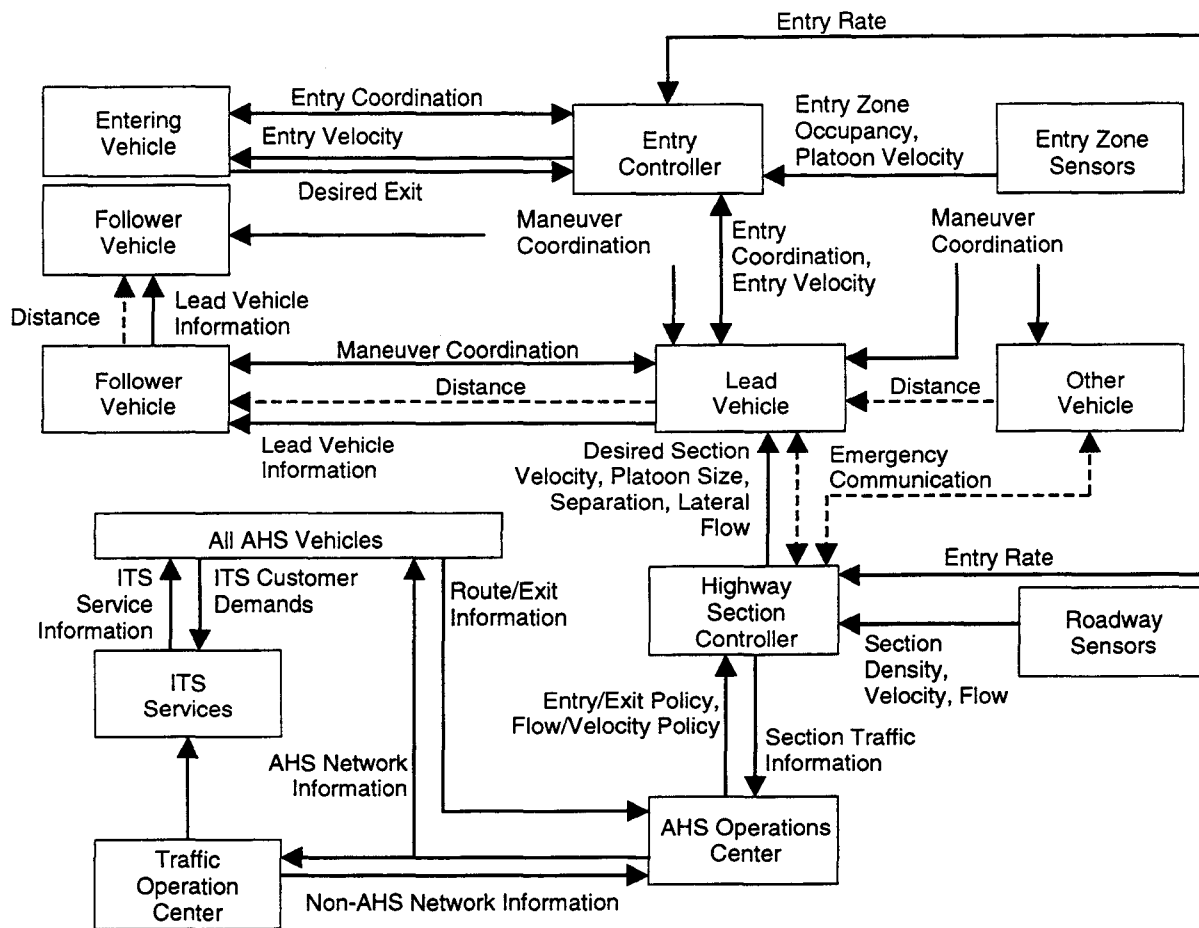 Entry Rate
Entering
Vehicle
Entry Coordination
Entry Velocity
Desired Exit
Entry
Controller
Entry Zone
Occupancy,
Platoon Velocity
Entry Zone
Sensors
Follower
Vehicle
Maneuver
Coordination
Entry
Coordination,
Entry Velocity
Maneuver
Coordination
Distance
Lead Vehicle
Information
Follower
Vehicle
Maneuver Coordination
Distance
Lead Vehicle
Information
Lead
Vehicle
Distance
Other
Vehicle
Desired Section
Velocity, Platoon Size,
Separation, Lateral
Flow
Emergency
Communication
All AHS Vehicles
ITS
Service
Information
ITS Customer
Demands
Route/Exit
Information
Highway
Section
Controller
Entry Rate
Roadway
Sensors
Section
Density,
Velocity, Flow
ITS
Services
Entry/Exit Policy,
Flow/Velocity Policy
Section Traffic
Information
AHS Network
Information
AHS Operations
Center
Traffic
Operation
Center
Non-AHS Network Information